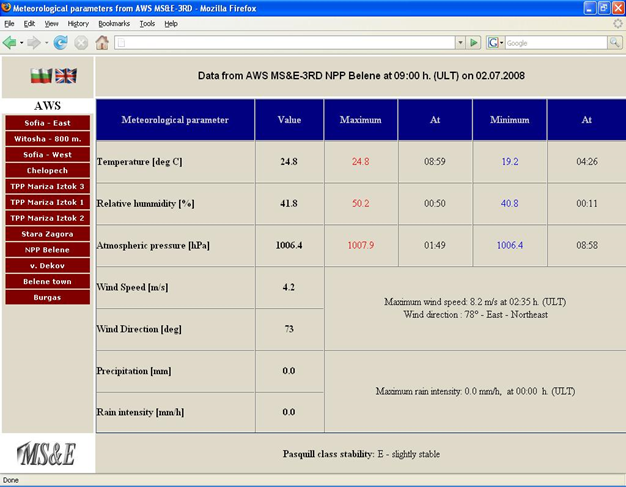 Meteorological parameters from AWS MS&E-3RD - Mozilla Firefox
File Edit View History Bookmarks Tools Help
Google
Data from AWS MS&E-3RD NPP Belene at 09:00 h. (ULT) on 02.07.2008
AWS
Sofia - East
Witosha - 800 m.
Sofia - West
Chelopech
TPP Mariza Iztok 3
TPP Mariza Iztok 1
TPP Mariza Iztok 2
Stara Zagora
NPP Belene
v. Dekov
Belene town
Burgas
MS&E
Meteorological parameter Value Maximum At Minimum At
Temperature [deg C] 24.8 24.8 08:59 19.2 04:26
Relative hummidity [%] 41.8 50.2 00:50 40.8 00:11
Atmospheric pressure [hPa] 1006.4 1007.9 01:49 1006.4 08:58
Wind Speed [m/s] 4.2
Wind Direction [deg] 73
Maximum wind speed: 8.2 m/s at 02:35 h. (ULT)
Wind direction : 78° - East - Northeast
Precipitation [mm] 0.0
Rain intensity [mm/h] 0.0
Maximum rain intensity: 0.0 mm/h, at 00:00 h. (ULT)
Pasquill class stability: E - slightly stable
Done